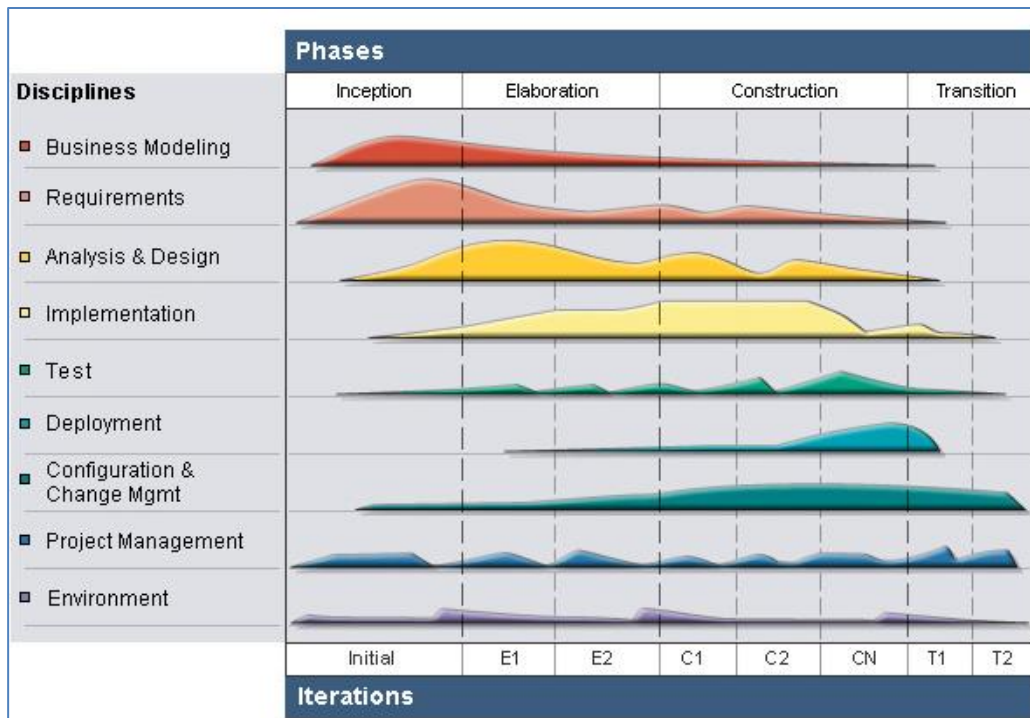 Phases
Disciplines
Inception Elaboration Construction Transition
Business Modeling
Requirements
Analysis & Design
Implementation
Test
Deployment
Configuration &
Change Mgmt
Project Management
Environment
Initial E1 E2 C1 C2 CN T1 T2
Iterations